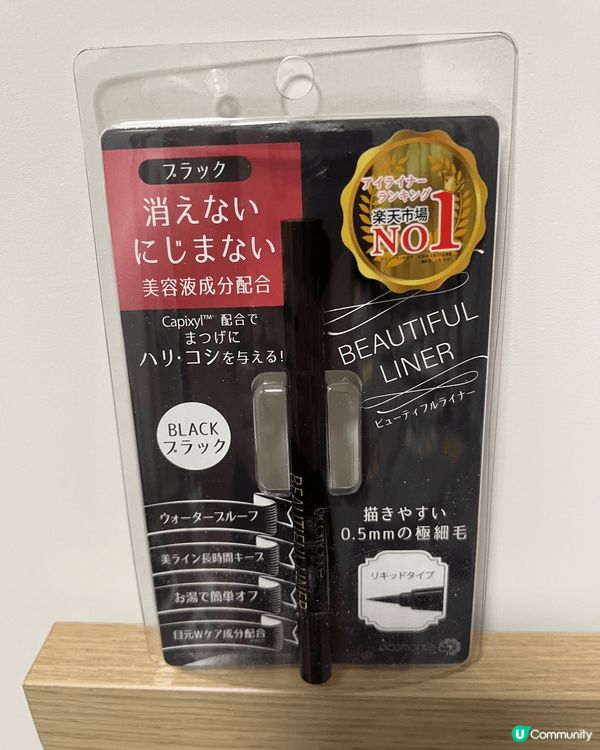 ブラック
消えない
にじまない
美容液成分配合
Capixyl™ 配合で
まつげに
ハリ・コシを与える!
アイライナー
ランキング
楽天市場
NO1
BEAUTIFUL
LINER
ビューティフルライナー
BLACK
ブラック
BEAUTIFUL LINER
ウォータープルーフ
美ライン長時間キープ
お湯で簡単オフ
目元Wケア成分配合
描きやすい
0.5mmの極細毛
リキッドタイプ
U Community